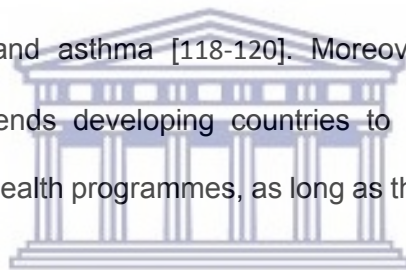 and asthma [118-120]. Moreov
ends developing countries to
ealth programmes, as long as th